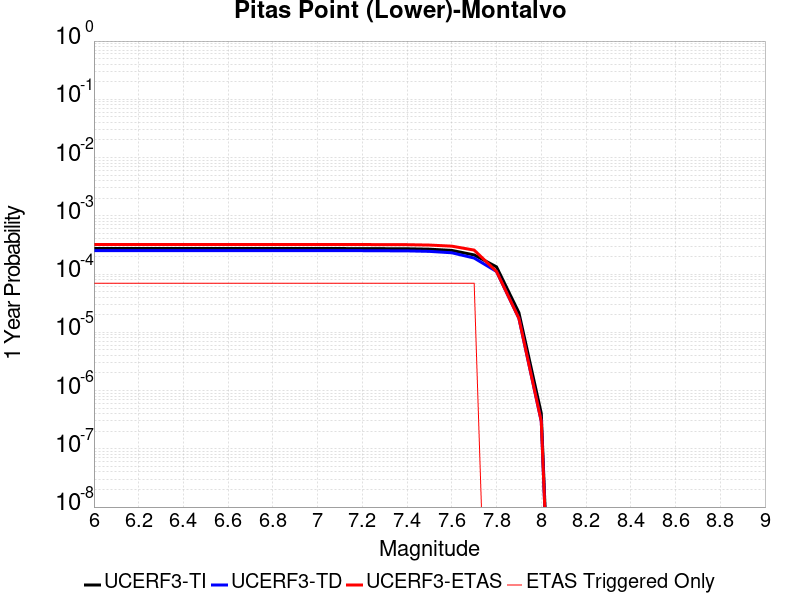 Pitas Point (Lower)-Montalvo
1 Year Probability
10^0
10^-1
10^-2
10^-3
10^-4
10^-5
10^-6
10^-7
10^-8
6 6.2 6.4 6.6 6.8 7 7.2 7.4 7.6 7.8 8 8.2 8.4 8.6 8.8 9
Magnitude
UCERF3-TI UCERF3-TD UCERF3-ETAS ETAS Triggered Only